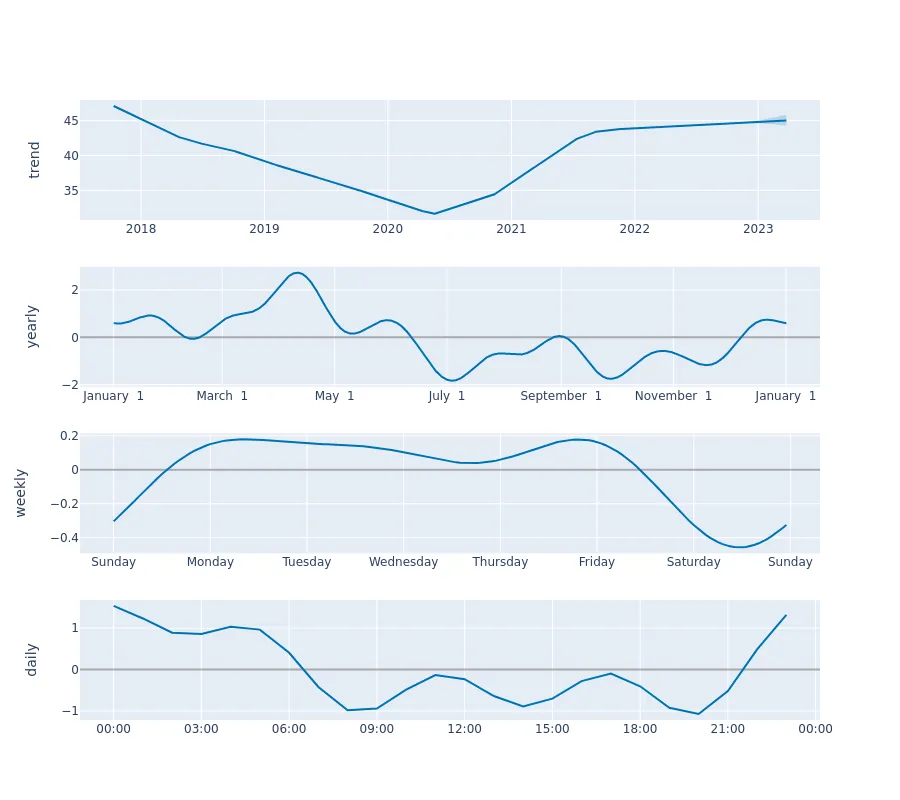 trend
45
40
35
2018 2019 2020 2021 2022 2023
yearly
2
0
−2
January 1 March 1 May 1 July 1 September 1 November 1 January 1
weekly
0.2
0
−0.2
−0.4
Sunday Monday Tuesday Wednesday Thursday Friday Saturday Sunday
daily
1
0
−1
00:00 03:00 06:00 09:00 12:00 15:00 18:00 21:00 00:00